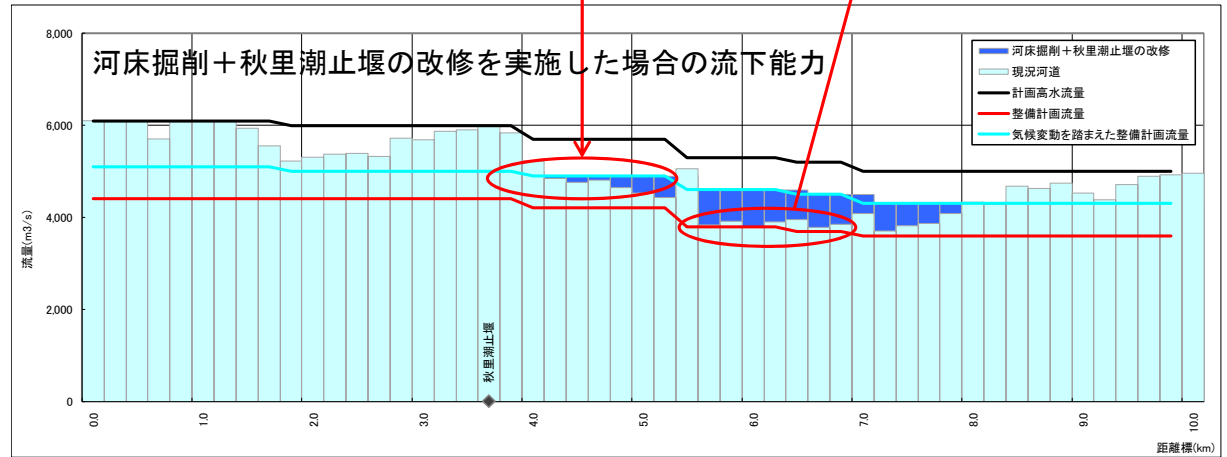 河床掘削＋秋里潮止堰の改修を実施した場合の流下能力
河床掘削＋秋里潮止堰の改修
現況河道
計画高水流量
整備計画流量
気候変動を踏まえた整備計画流量
8,000
6,000
4,000
2,000
0
流量(m3/s)
秋里潮止堰
0.0
1.0
2.0
3.0
4.0
5.0
6.0
7.0
8.0
9.0
10.0
距離標(km)